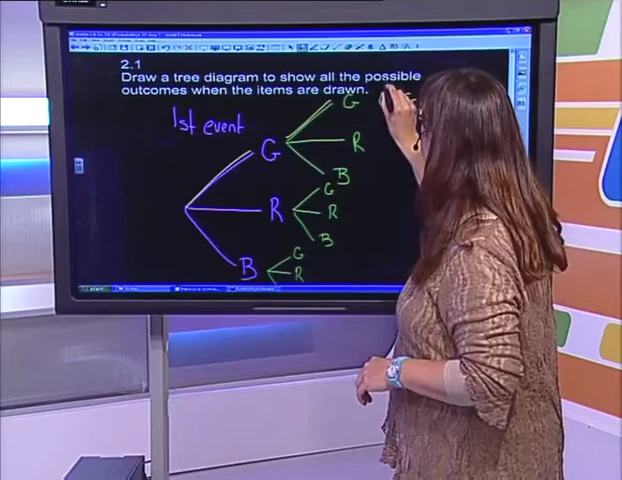 2.1
Draw a tree diagram to show all the possible
outcomes when the items are drawn.
1st event
G
G
R
B
R
G
R
B
B
G
R